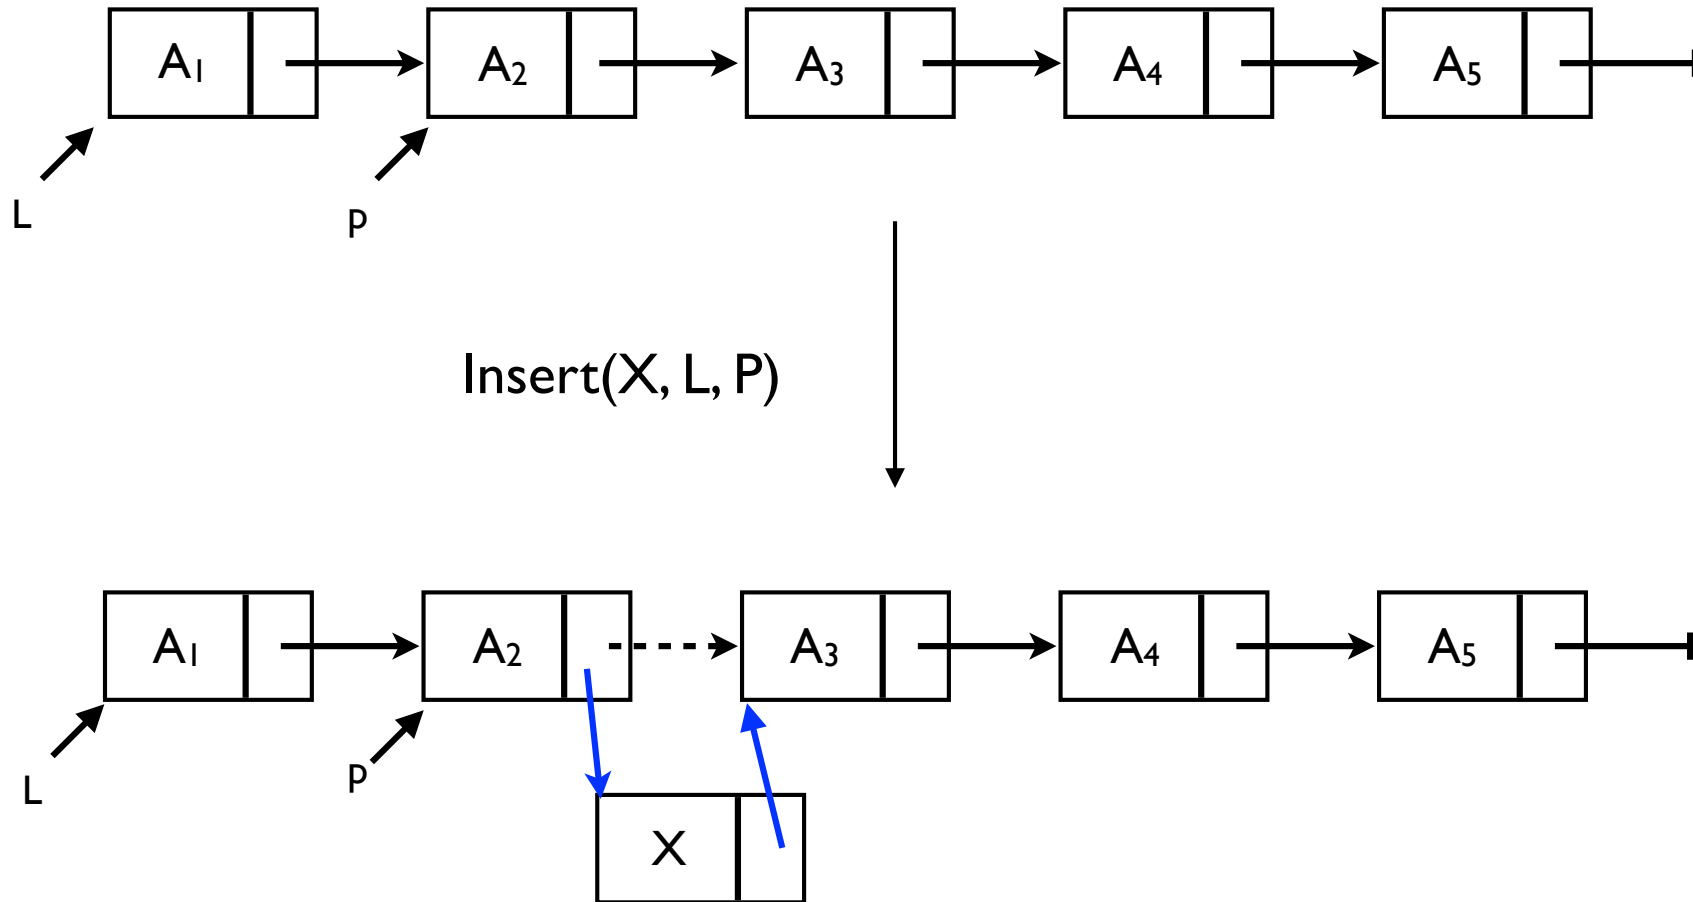 A₁ A₂ A₃ A₄ A₅
L P
Insert(X, L, P)
A₁ A₂ A₃ A₄ A₅
L P
X